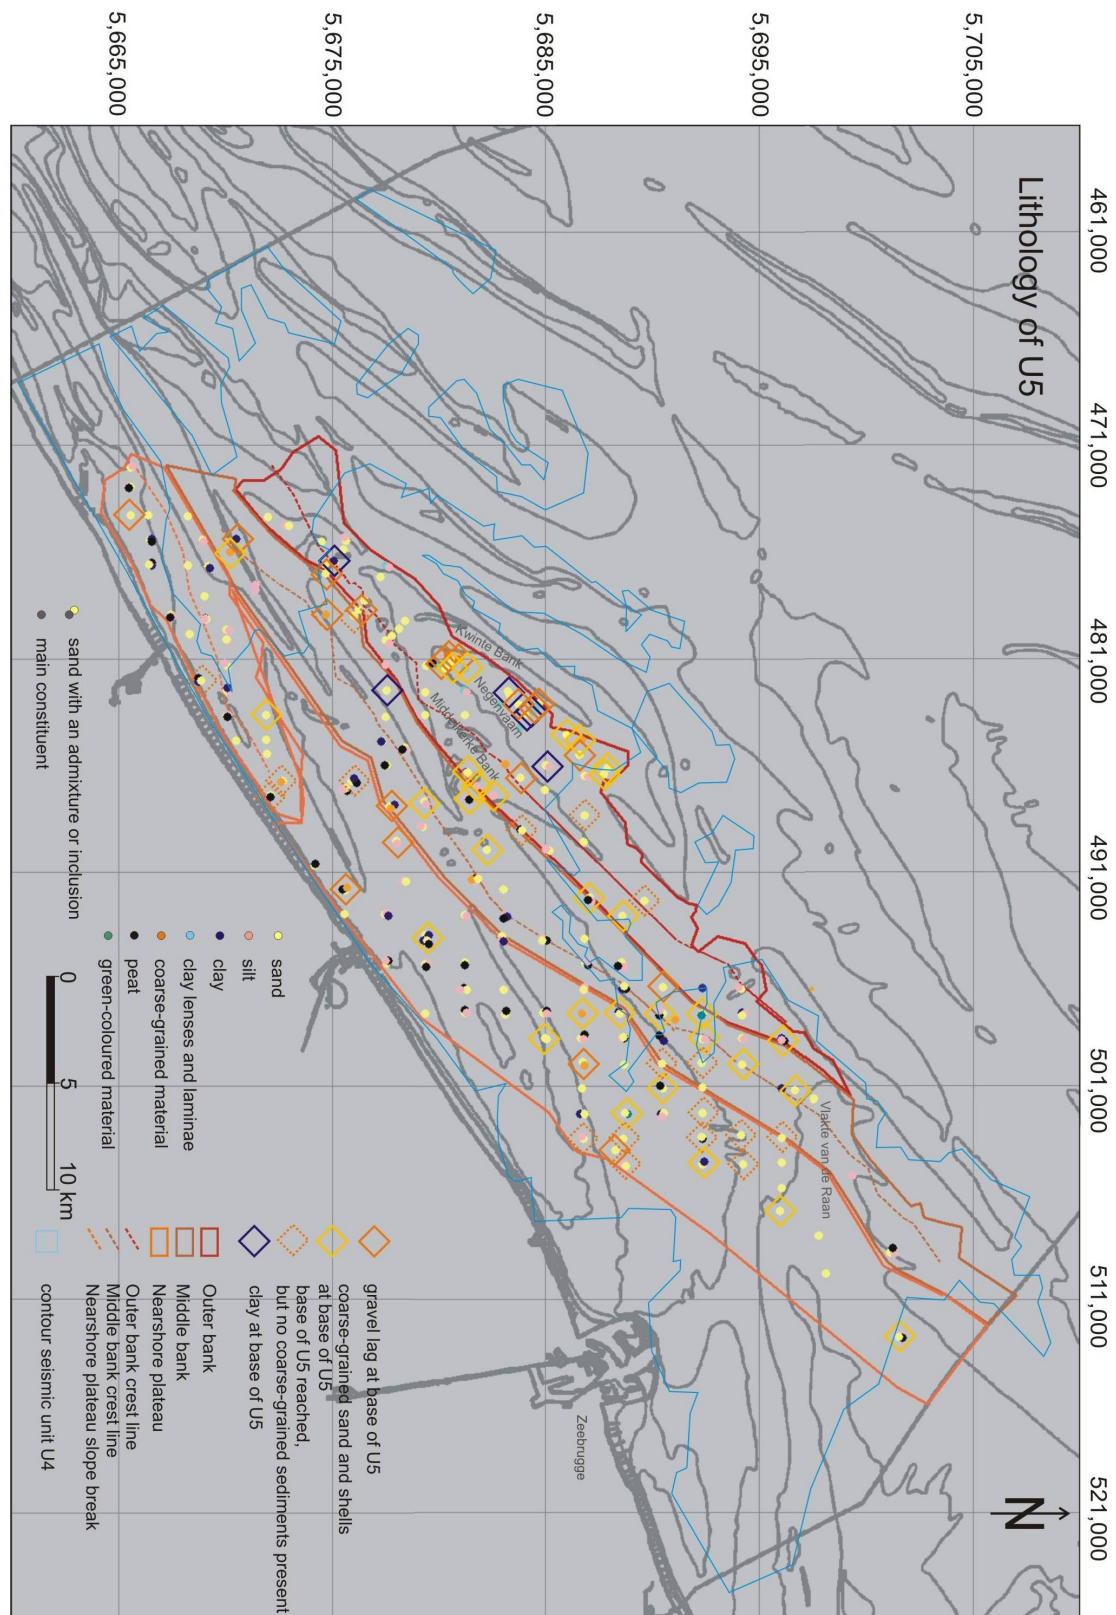 Lithology of U5
461,000
471,000
481,000
491,000
501,000
511,000
521,000
5,705,000
5,695,000
5,685,000
5,675,000
5,665,000
N
Kwinte Bank
Negenvaam
Middelkerke Bank
Vlakte van de Raan
Zeebrugge
sand with an admixture or inclusion
main constituent
sand
silt
clay
clay lenses and laminae
coarse-grained material
peat
green-coloured material
0
5
10 km
gravel lag at base of U5
coarse-grained sand and shells
at base of U5
base of U5 reached,
but no coarse-grained sediments present
clay at base of U5
Outer bank
Middle bank
Nearshore plateau
Outer bank crest line
Middle bank crest line
Nearshore plateau slope break
contour seismic unit U4